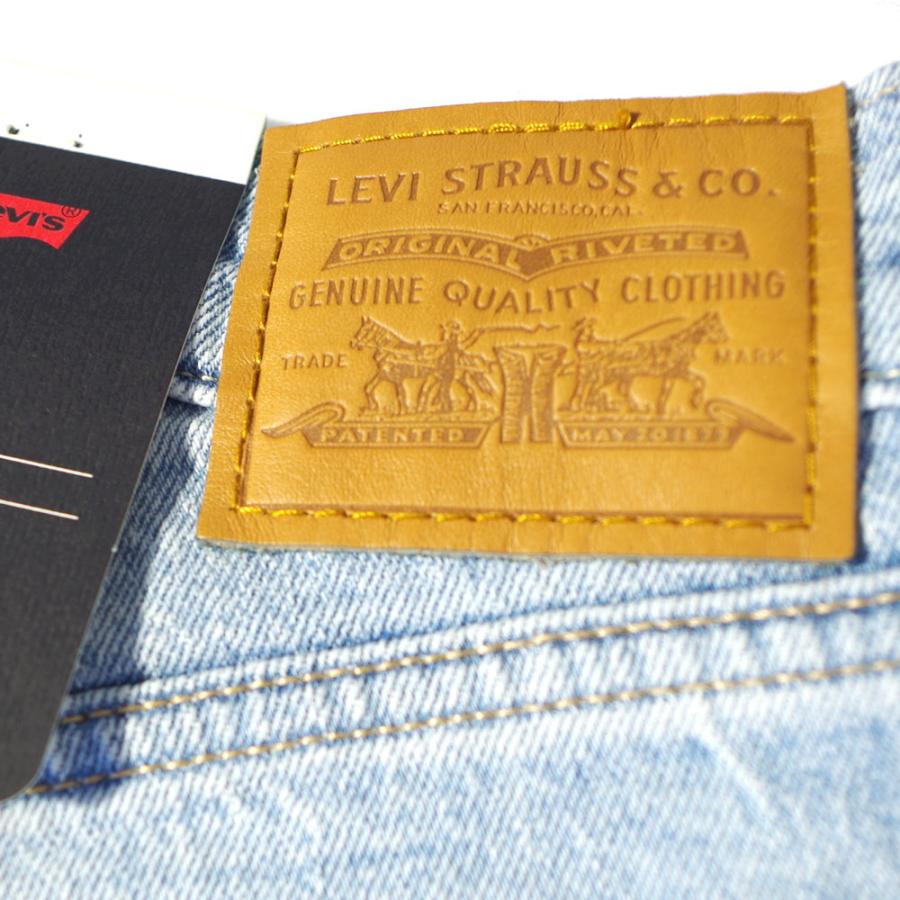 LEVI STRAUSS & CO.
SAN FRANCISCO, CAL.
ORIGINAL RIVETED
GENUINE QUALITY CLOTHING
TRADE MARK
PATENTED MAY 20 1873
evi's®